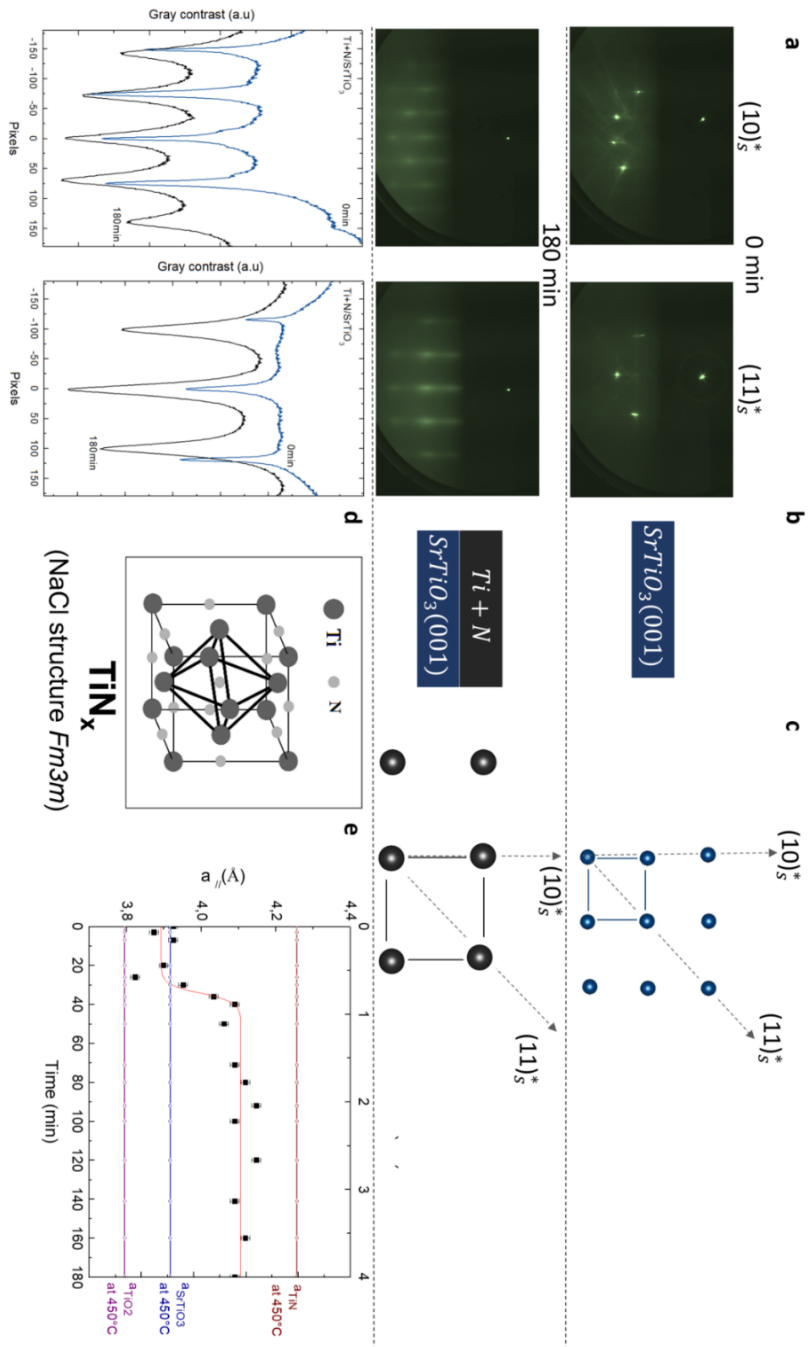 a
(10)*s
0 min
(11)*s
180 min
Gray contrast (a.u)
Ti+N/SrTiO3
0min
180min
-150 -100 -50 0 50 100 150
Pixels
Gray contrast (a.u)
Ti+N/SrTiO3
0min
180min
-150 -100 -50 0 50 100 150
Pixels
b
SrTiO3(001)
Ti + N
SrTiO3(001)
c
(10)*s
(11)*s
(10)*s
(11)*s
d
Ti
N
TiNx
(NaCl structure Fm3m)
e
0 1 2 3 4
4,4
4,2
4,0
3,8
a //(Å)
0 20 40 60 80 100 120 140 160 180
Time (min)
aTiN
at 450°C
aSrTiO3
at 450°C
aTiO2
at 450°C